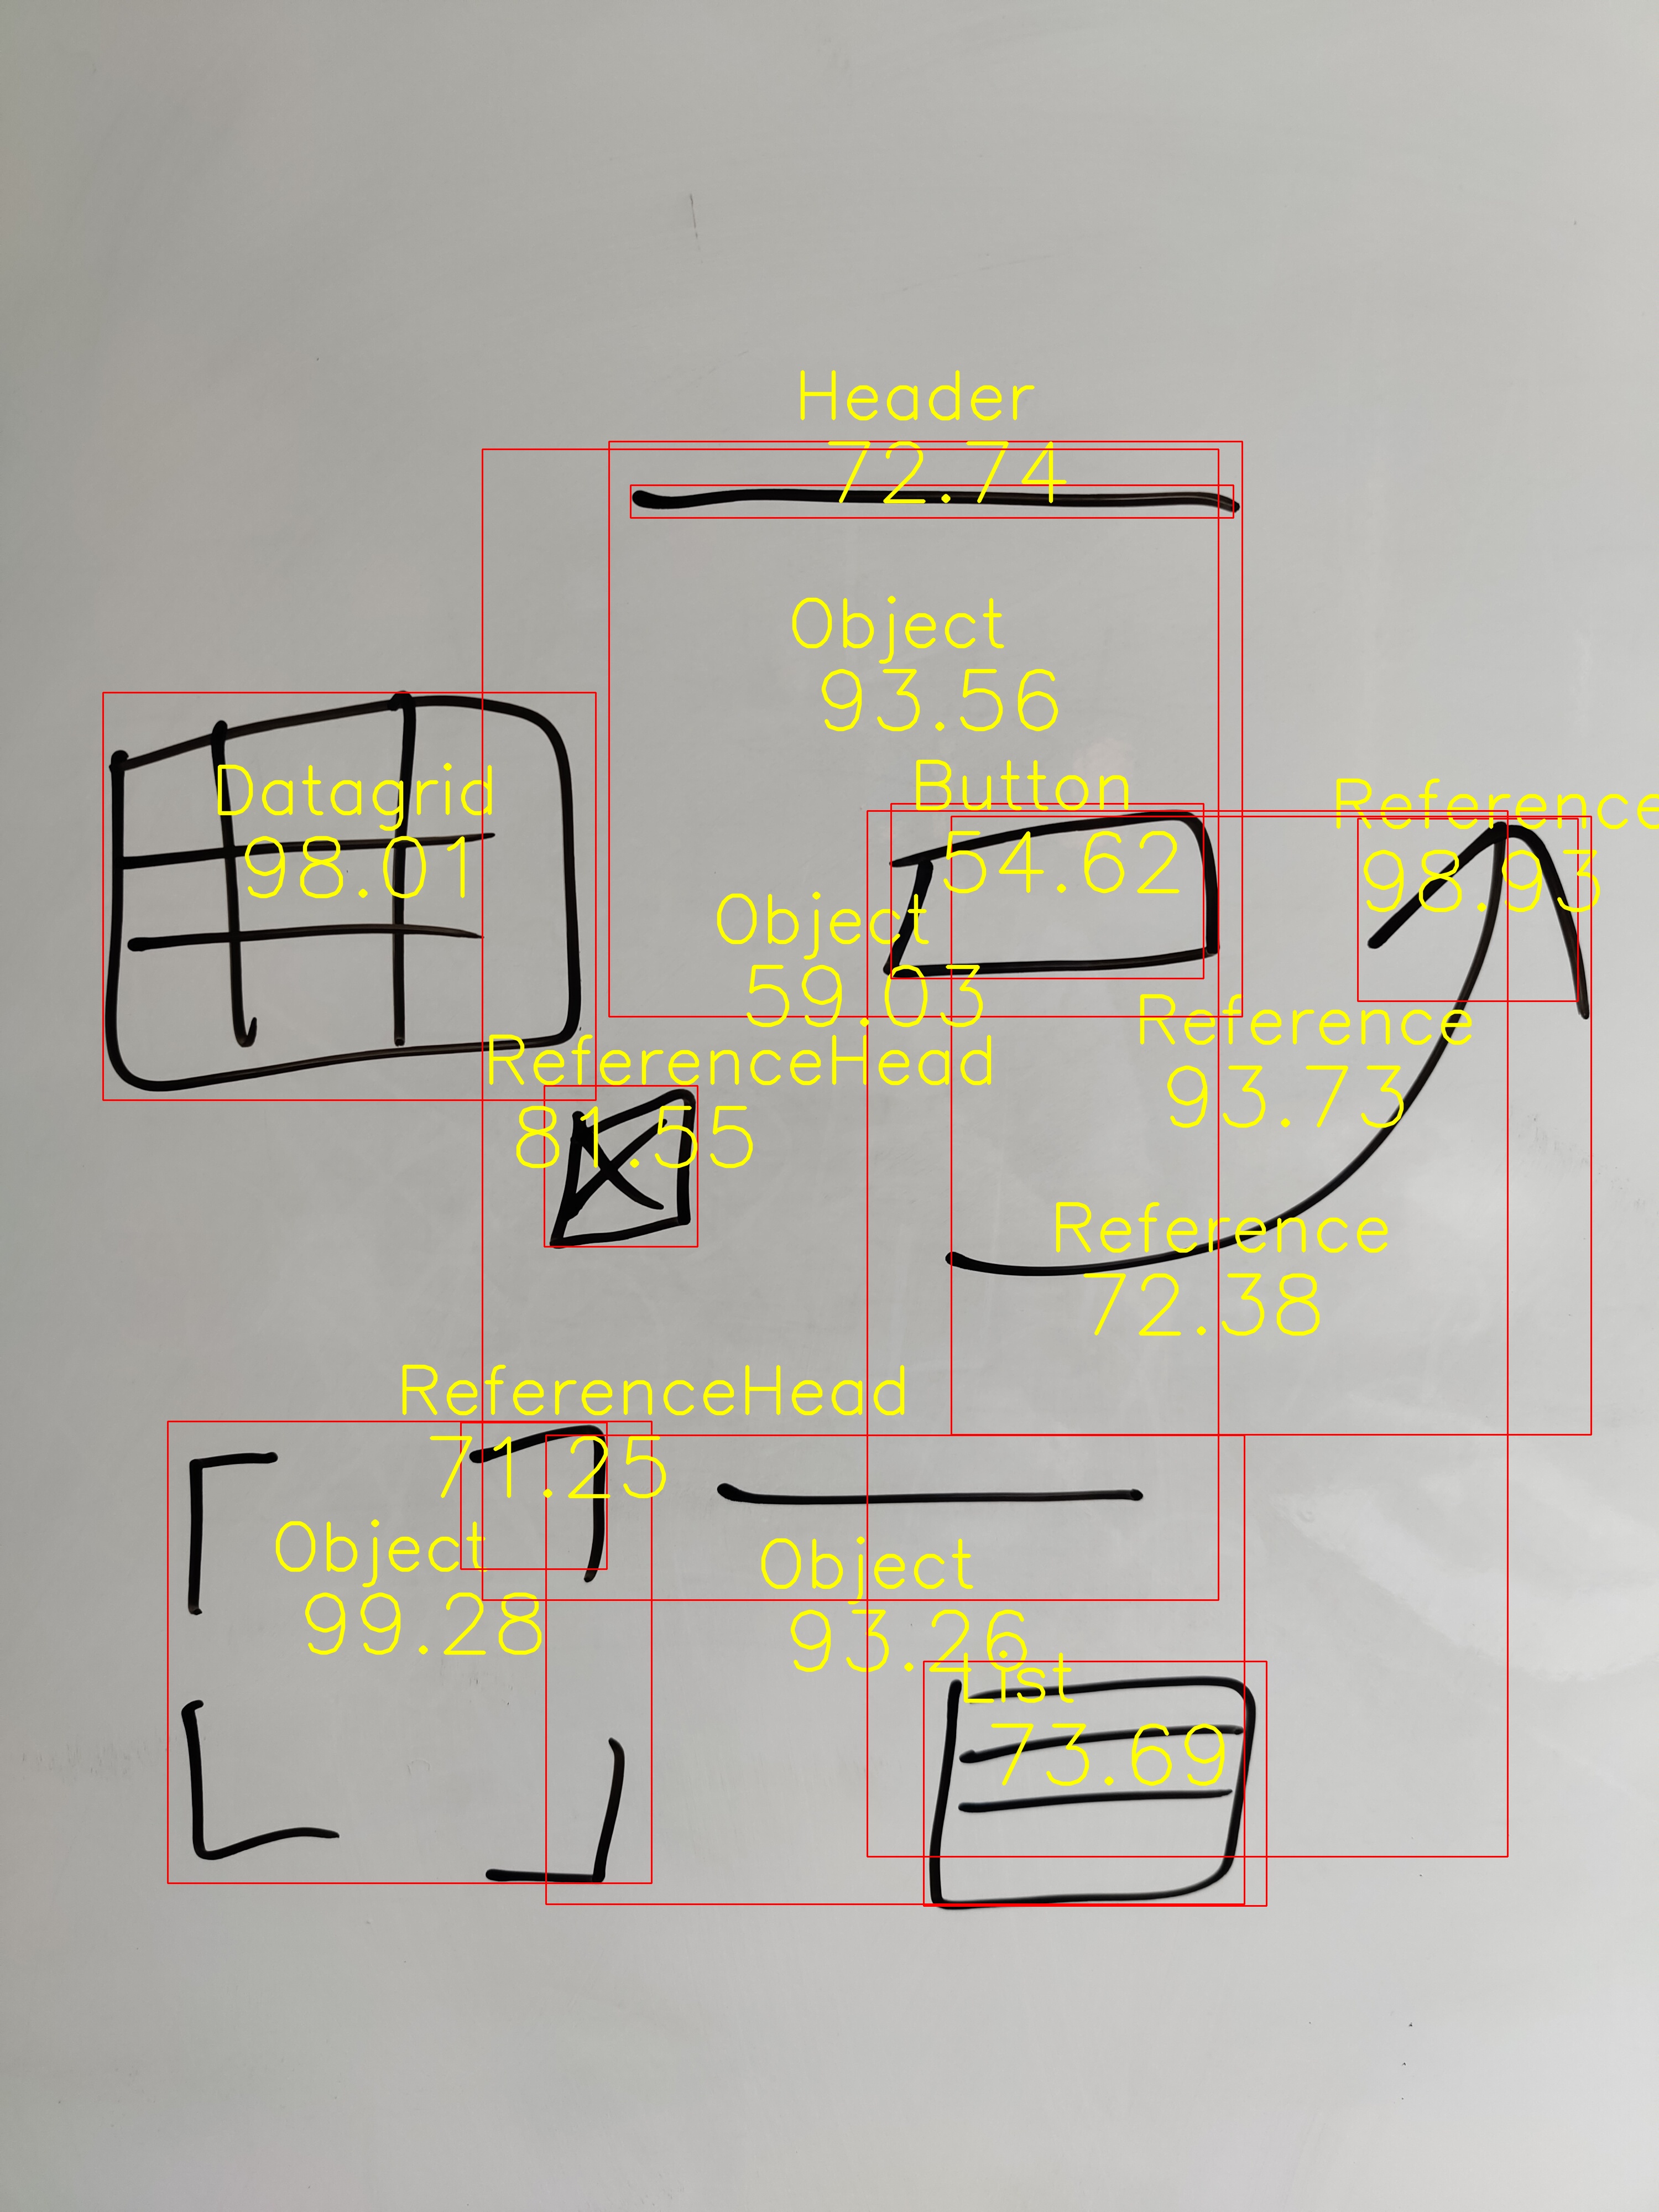 Header
72.74
Object
93.56
Button
54.62
Datagrid
98.01
Reference
98.93
Object
59.03
Reference
93.73
ReferenceHead
81.55
Reference
72.38
ReferenceHead
71.25
Object
99.28
Object
93.26
List
73.69